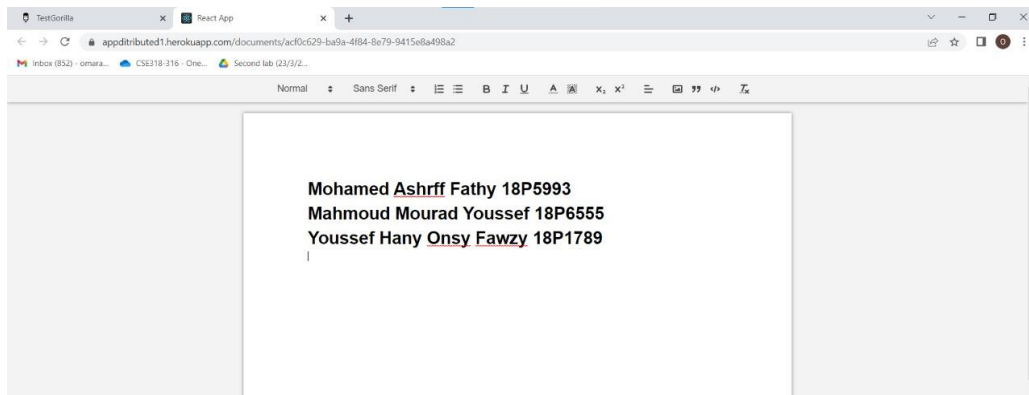 TestGorilla
React App
appditributed1.herokuapp.com/documents/acf0c629-ba9a-4f84-8e79-9415e8a498a2
Inbox (852) - omara...
CSE318-316 - One...
Second lab (23/3/2...
Normal
Sans Serif
Mohamed Ashrff Fathy 18P5993
Mahmoud Mourad Youssef 18P6555
Youssef Hany Onsy Fawzy 18P1789